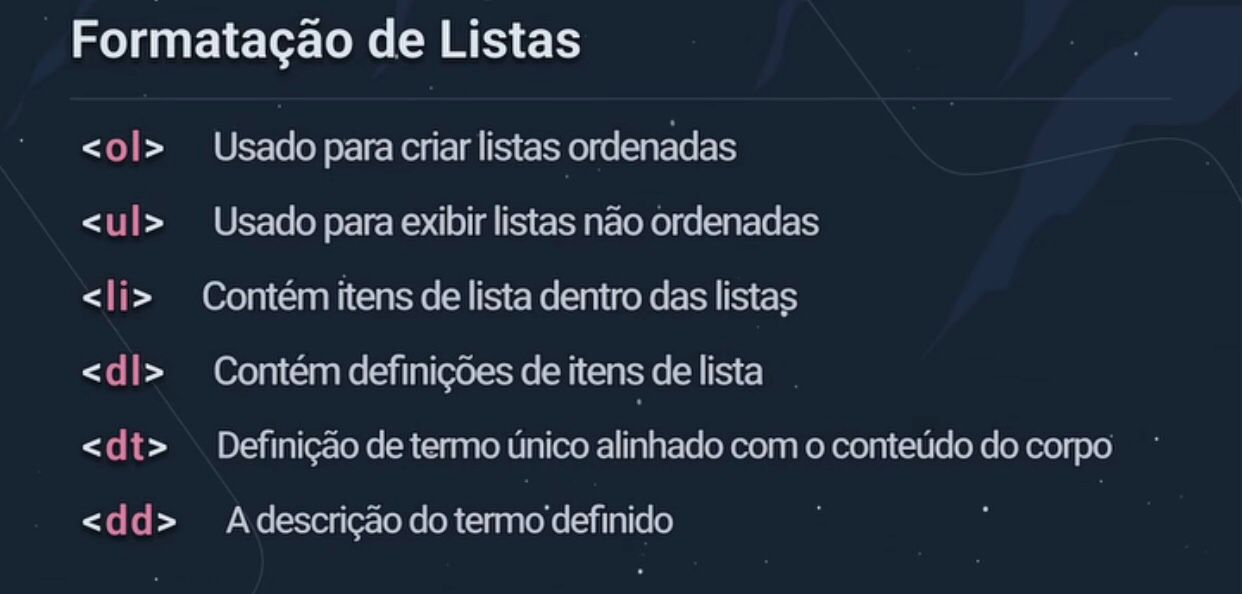 Formatação de Listas
<ol> Usado para criar listas ordenadas
<ul> Usado para exibir listas não ordenadas
<li> Contém itens de lista dentro das listas
<dl> Contém definições de itens de lista
<dt> Definição de termo único alinhado com o conteúdo do corpo
<dd> A descrição do termo definido